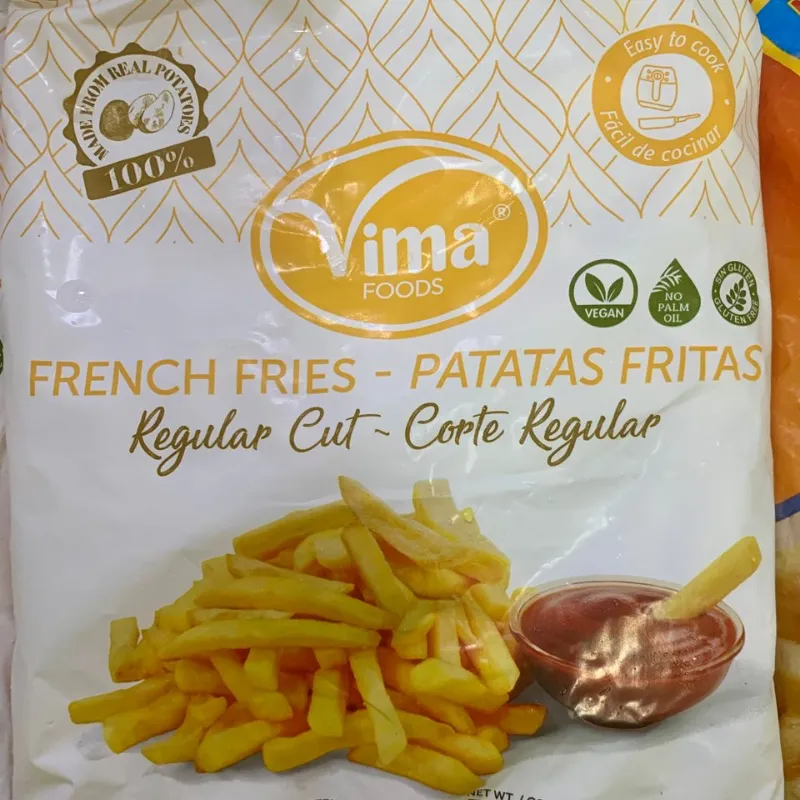 MADE FROM REAL POTATOES
100%
Easy to cook
Fácil de cocinar
Vima®
FOODS
VEGAN
NO
PALM
OIL
SIN GLUTEN
GLUTEN FREE
FRENCH FRIES - PATATAS FRITAS
Regular Cut ~ Corte Regular
NET WT.